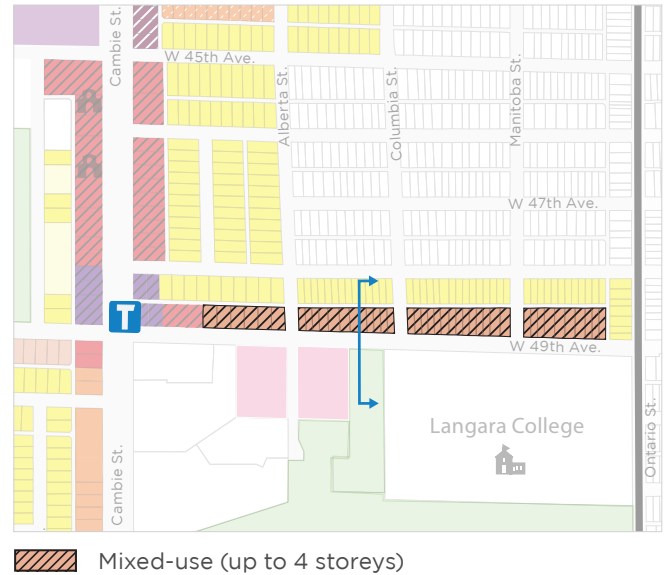 Cambie St.
W 45th Ave.
Alberta St.
Columbia St.
Manitoba St.
W 47th Ave.
T
W 49th Ave.
Langara College
Cambie St.
Ontario St.
Mixed-use (up to 4 storeys)